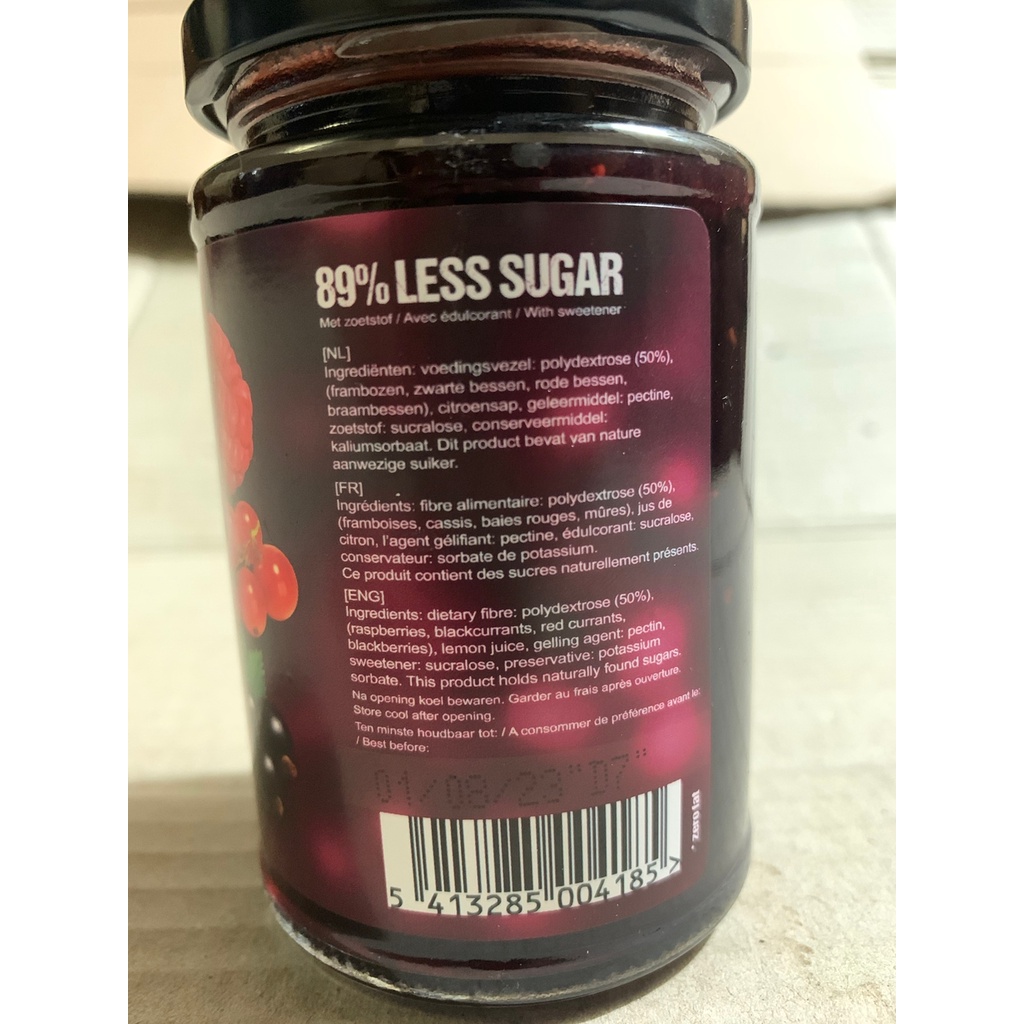 89% LESS SUGAR
Met zoetstof / Avec édulcorant / With sweetener
[NL]
Ingrediënten: voedingsvezel: polydextrose (50%),
(frambozen, zwarte bessen, rode bessen,
braambessen), citroensap, geleermiddel: pectine,
zoetstof: sucralose, conserveermiddel:
kaliumsorbaat. Dit product bevat van nature
aanwezige suiker.
[FR]
Ingrédients: fibre alimentaire: polydextrose (50%),
(framboises, cassis, baies rouges, mûres), jus de
citron, l'agent gélifiant: pectine, édulcorant: sucralose,
conservateur: sorbate de potassium.
Ce produit contient des sucres naturellement présents.
[ENG]
Ingredients: dietary fibre: polydextrose (50%),
(raspberries, blackcurrants, red currants,
blackberries), lemon juice, gelling agent: pectin,
sweetener: sucralose, preservative: potassium
sorbate. This product holds naturally found sugars.
Na opening koel bewaren. Garder au frais après ouverture.
Store cool after opening.
Ten minste houdbaar tot: / A consommer de préférence avant le:
/ Best before:
01/08/23"D7"
zero fat
5 413285 004185 >